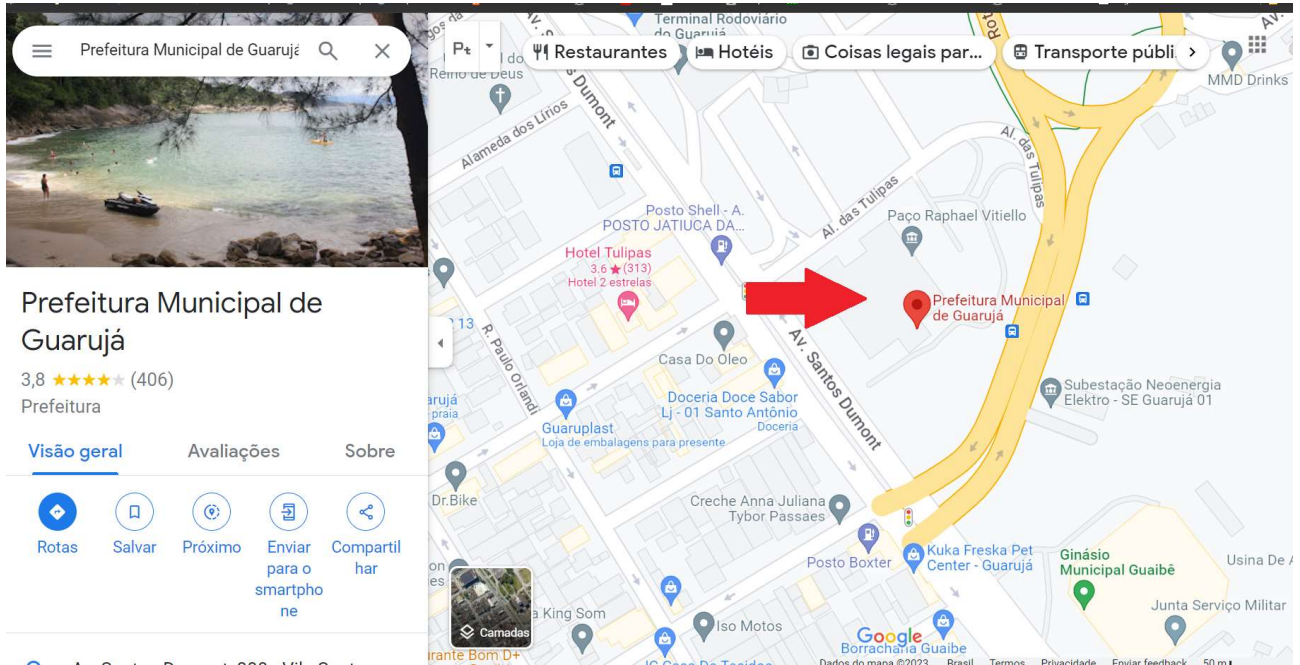 Prefeitura Municipal de Guarujá
Prefeitura Municipal de
Guarujá
3,8 (406)
Prefeitura
Visão geral
Avaliações
Sobre
Rotas
Salvar
Próximo
Enviar
para o
smartpho
ne
Compartil
har
Restaurantes
Hotéis
Coisas legais par...
Transporte públi
Terminal Rodoviário
do Guarujá
MMD Drinks
Reino de Deus
Alameda dos Lírios
Dumont
Al. das Tulipas
Al. das Tulipas
Posto Shell - A.
POSTO JATIUCA DA...
Paço Raphael Vitiello
Hotel Tulipas
3.6 ★ (313)
Hotel 2 estrelas
Prefeitura Municipal
de Guarujá
13
R. Paulo Orlandi
Av. Santos Dumont
Casa Do Oleo
Doceria Doce Sabor
Lj - 01 Santo Antônio
Doceria
Subestação Neoenergia
Elektro - SE Guarujá 01
praia
Guaruplast
Loja de embalagens para presente
Dr.Bike
Creche Anna Juliana
Tybor Passaes
Posto Boxter
Kuka Freska Pet
Center - Guarujá
Ginásio
Municipal Guaibê
Usina De
Junta Serviço Militar
King Som
Iso Motos
Camadas
Google
Borracharia Guaibe
Bom D+
Dados do mapa ©2023
Brasil
Termos
Privacidade
Enviar feedback
50 m